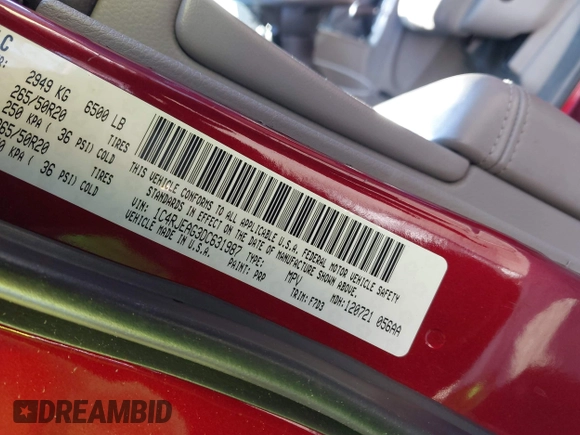 C
R:
2949 KG 6500 LB
265/50R20 TIRES
250 KPA ( 36 PSI) COLD
265/50R20 TIRES
KPA ( 36 PSI) COLD
THIS VEHICLE CONFORMS TO ALL APPLICABLE U.S.A. FEDERAL MOTOR VEHICLE SAFETY
STANDARDS IN EFFECT ON THE DATE OF MANUFACTURE SHOWN ABOVE.
VIN: 1C4RJEAG3DC631987 TYPE: MPV
VEHICLE MADE IN U.S.A. PAINT: PRP TRIM: F7D3 MDH:120721 056AA
DREAMBID